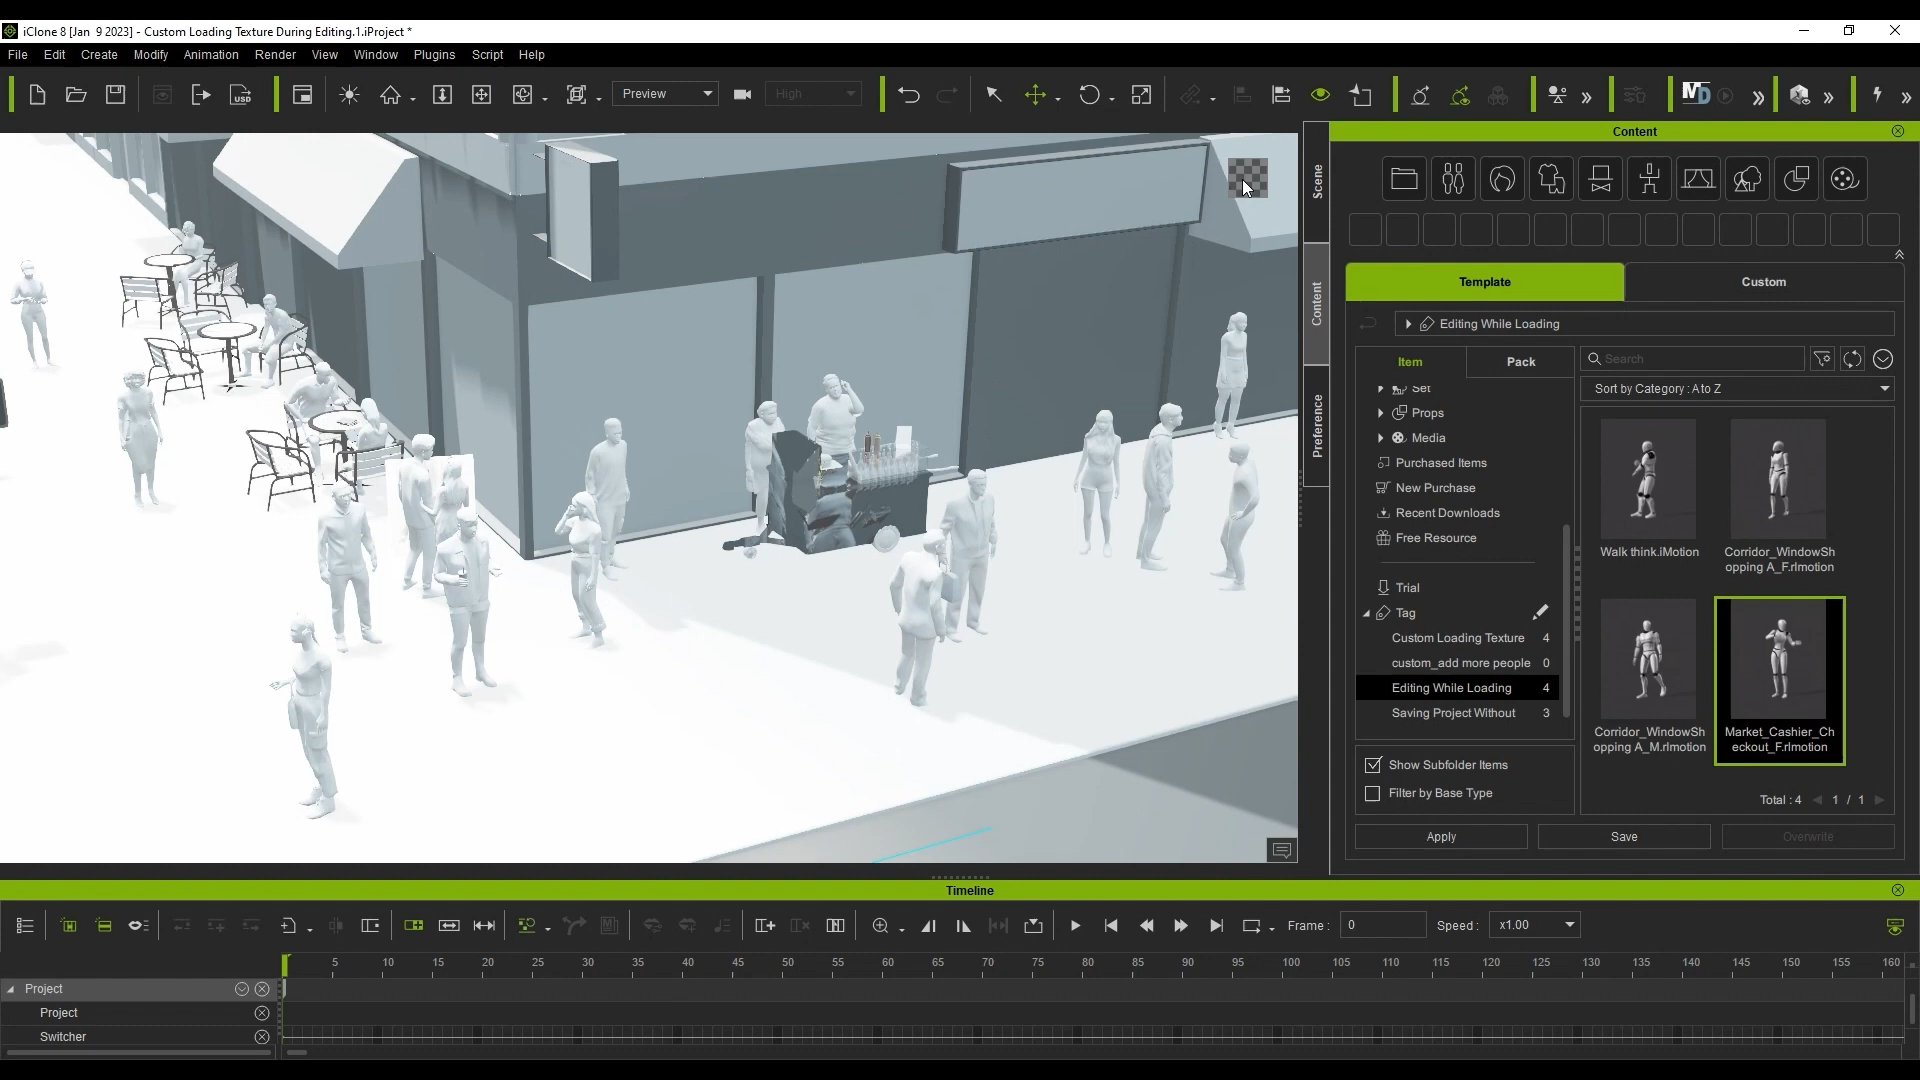 iClone 8 [Jan  9 2023] - Custom Loading Texture During Editing.1.iProject *
File Edit Create Modify Animation Render View Window Plugins Script Help
USD Preview High MD
Content
Scene
Content
Preference
Template Custom
Editing While Loading
Item Pack
Search
Sort by Category : A to Z
Set
Props
Media
Purchased Items
New Purchase
Recent Downloads
Free Resource
Trial
Tag
Custom Loading Texture 4
custom_add more people 0
Editing While Loading 4
Saving Project Without 3
Show Subfolder Items
Filter by Base Type
Walk think.iMotion
Corridor_WindowSh
opping A_F.rlmotion
Corridor_WindowSh
opping A_M.rlmotion
Market_Cashier_Ch
eckout_F.rlmotion
Total : 4 1 / 1
Apply Save Overwrite
Timeline
Frame : 0 Speed : x1.00
5 10 15 20 25 30 35 40 45 50 55 60 65 70 75 80 85 90 95 100 105 110 115 120 125 130 135 140 145 150 155 160
Project
Project
Switcher